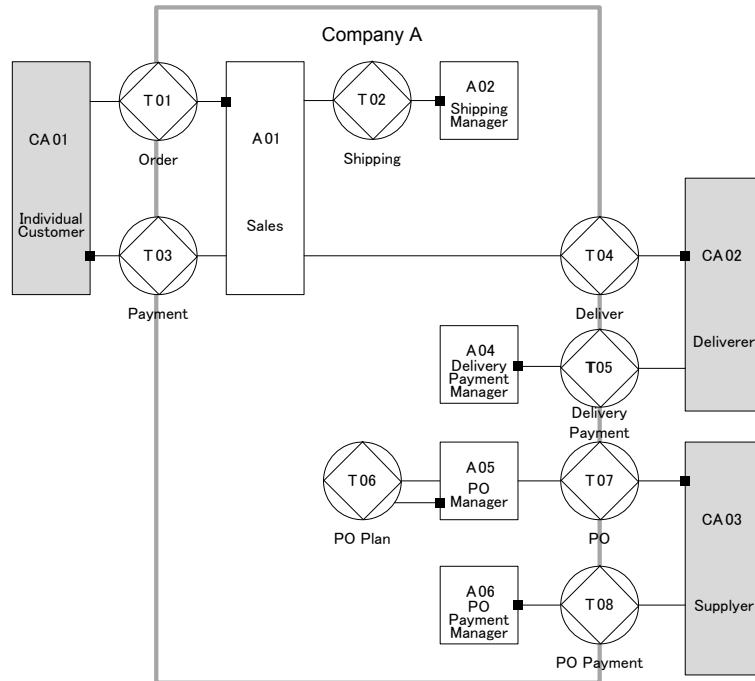 Company A
CA01
Individual
Customer
T01
Order
A01
Sales
T02
Shipping
A02
Shipping
Manager
T03
Payment
T04
Deliver
CA02
Deliverer
A04
Delivery
Payment
Manager
T05
Delivery
Payment
T06
PO Plan
A05
PO
Manager
T07
PO
CA03
Supplyer
A06
PO
Payment
Manager
T08
PO Payment